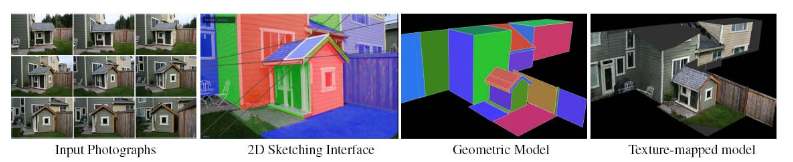 Input Photographs
2D Sketching Interface
Geometric Model
Texture-mapped model